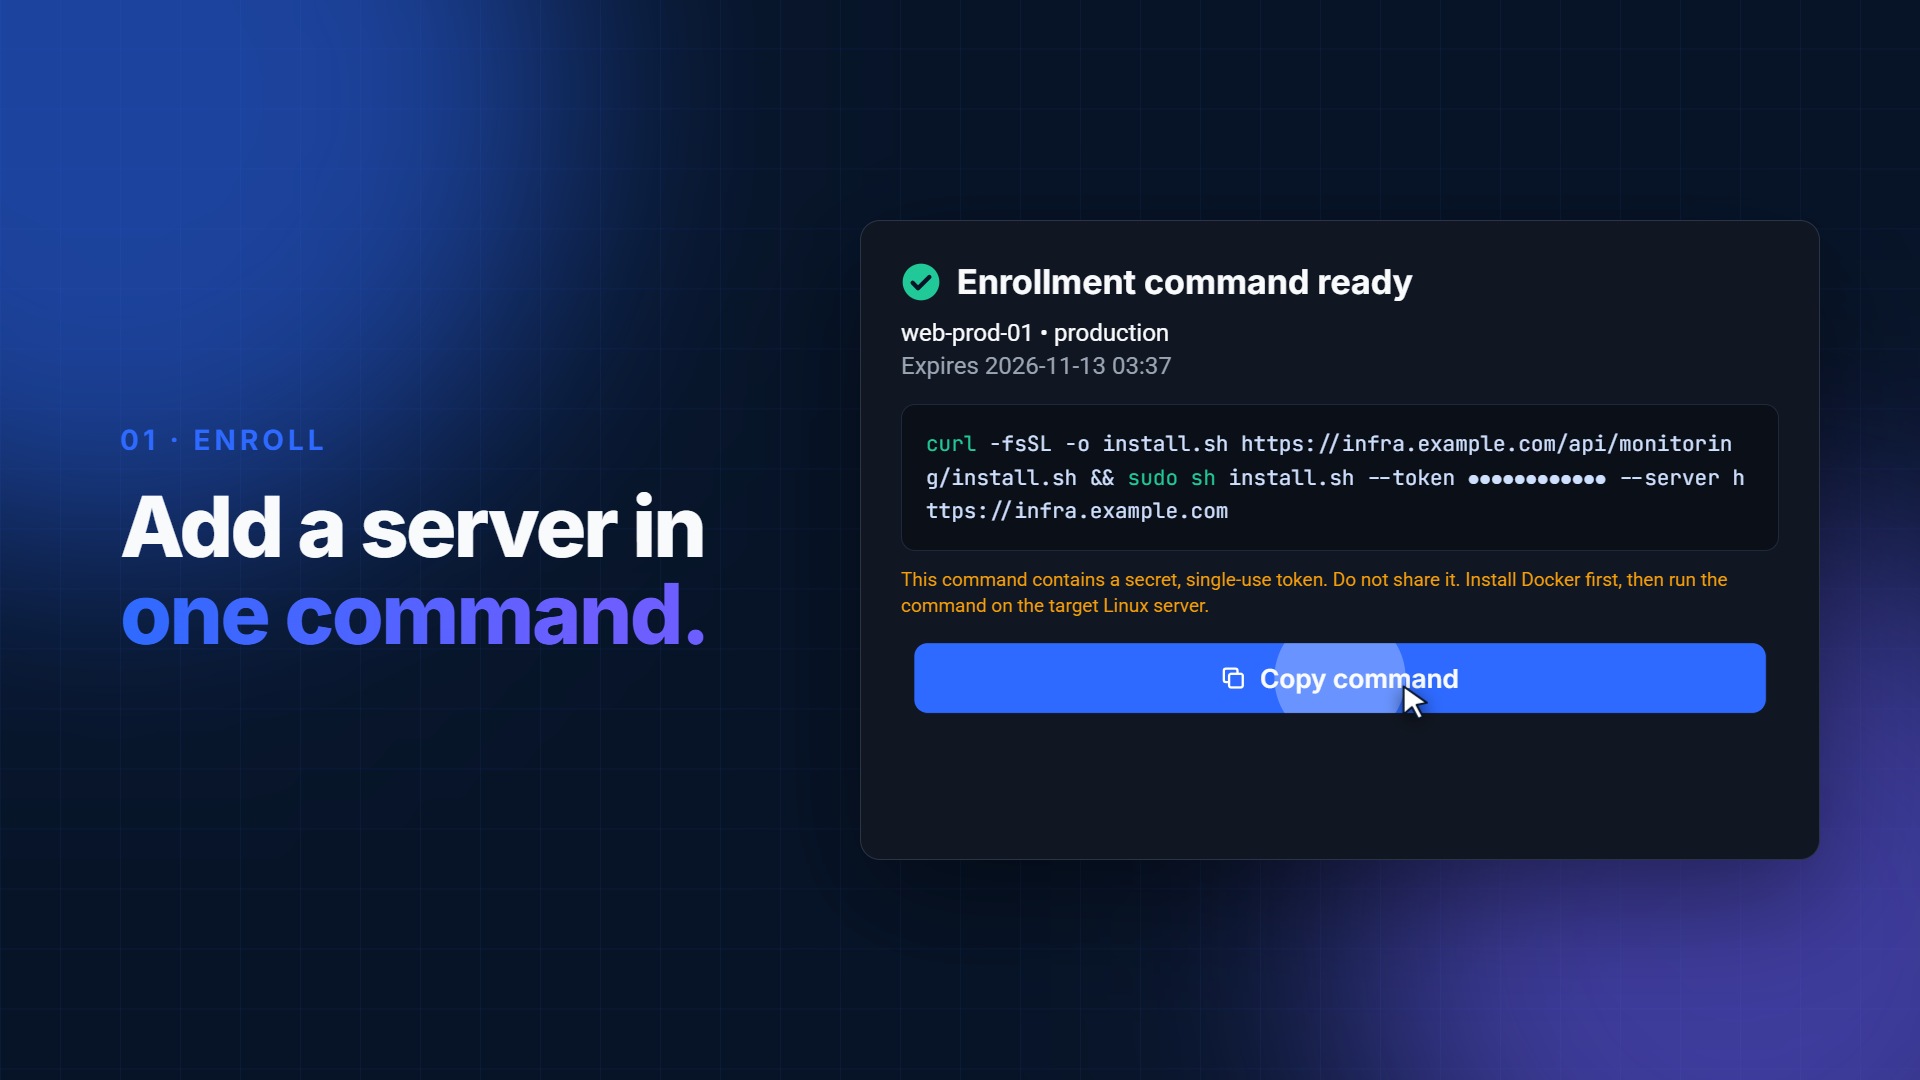 01 · ENROLL
Add a server in
one command.
Enrollment command ready
web-prod-01 • production
Expires 2026-11-13 03:37
curl -fsSL -o install.sh https://infra.example.com/api/monitorin
g/install.sh && sudo sh install.sh --token ●●●●●●●●●●●● --server h
ttps://infra.example.com
This command contains a secret, single-use token. Do not share it. Install Docker first, then run the
command on the target Linux server.
Copy command